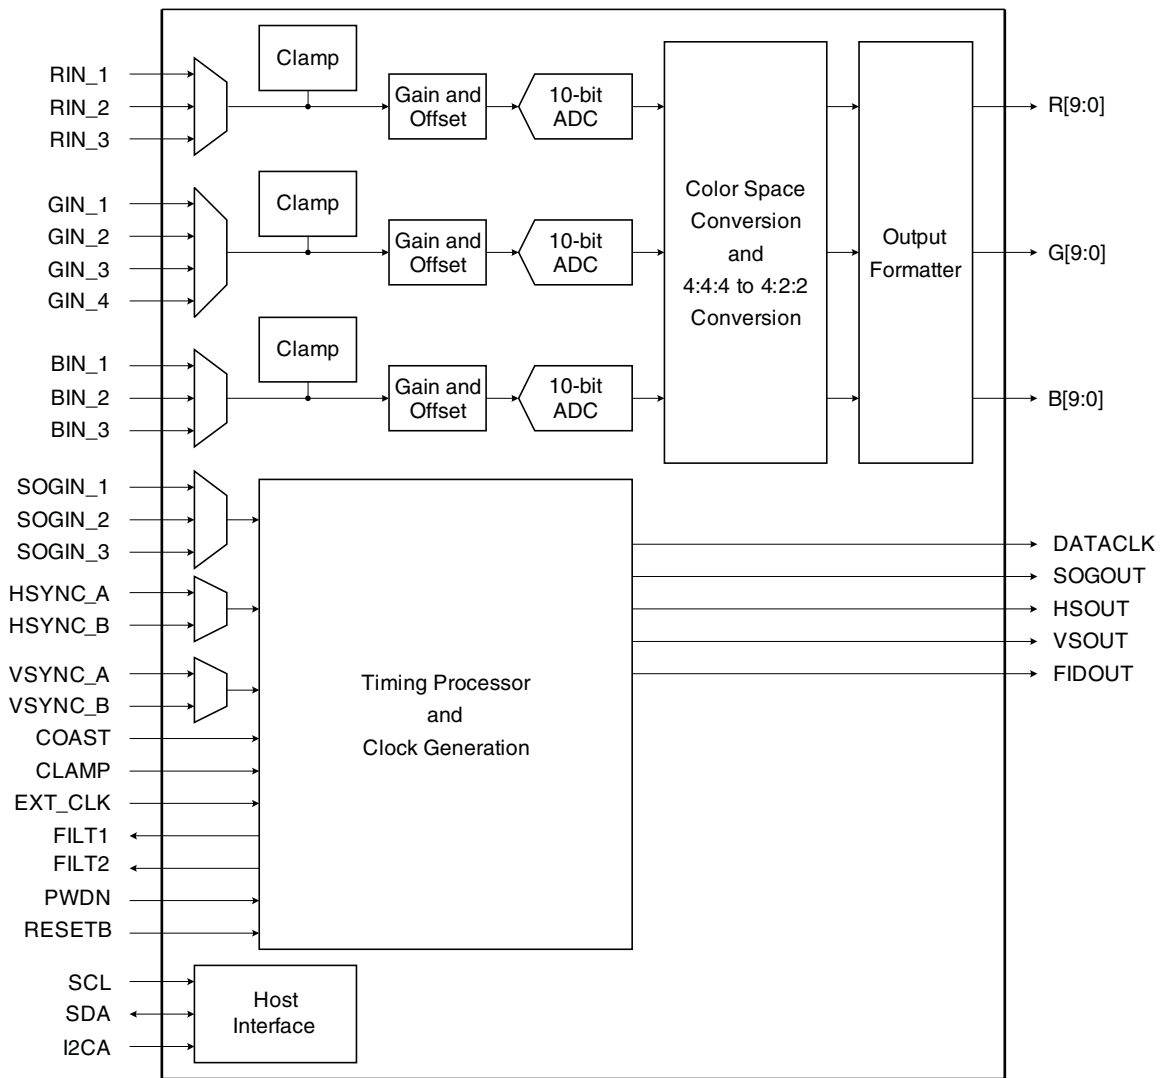 RIN_1
RIN_2
RIN_3
Clamp
Gain and
Offset
10-bit
ADC
GIN_1
GIN_2
GIN_3
GIN_4
Clamp
Gain and
Offset
10-bit
ADC
BIN_1
BIN_2
BIN_3
Clamp
Gain and
Offset
10-bit
ADC
Color Space
Conversion
and
4:4:4 to 4:2:2
Conversion
Output
Formatter
R[9:0]
G[9:0]
B[9:0]
SOGIN_1
SOGIN_2
SOGIN_3
HSYNC_A
HSYNC_B
VSYNC_A
VSYNC_B
COAST
CLAMP
EXT_CLK
FILT1
FILT2
PWDN
RESETB
Timing Processor
and
Clock Generation
DATACLK
SOGOUT
HSOUT
VSOUT
FIDOUT
SCL
SDA
I2CA
Host
Interface